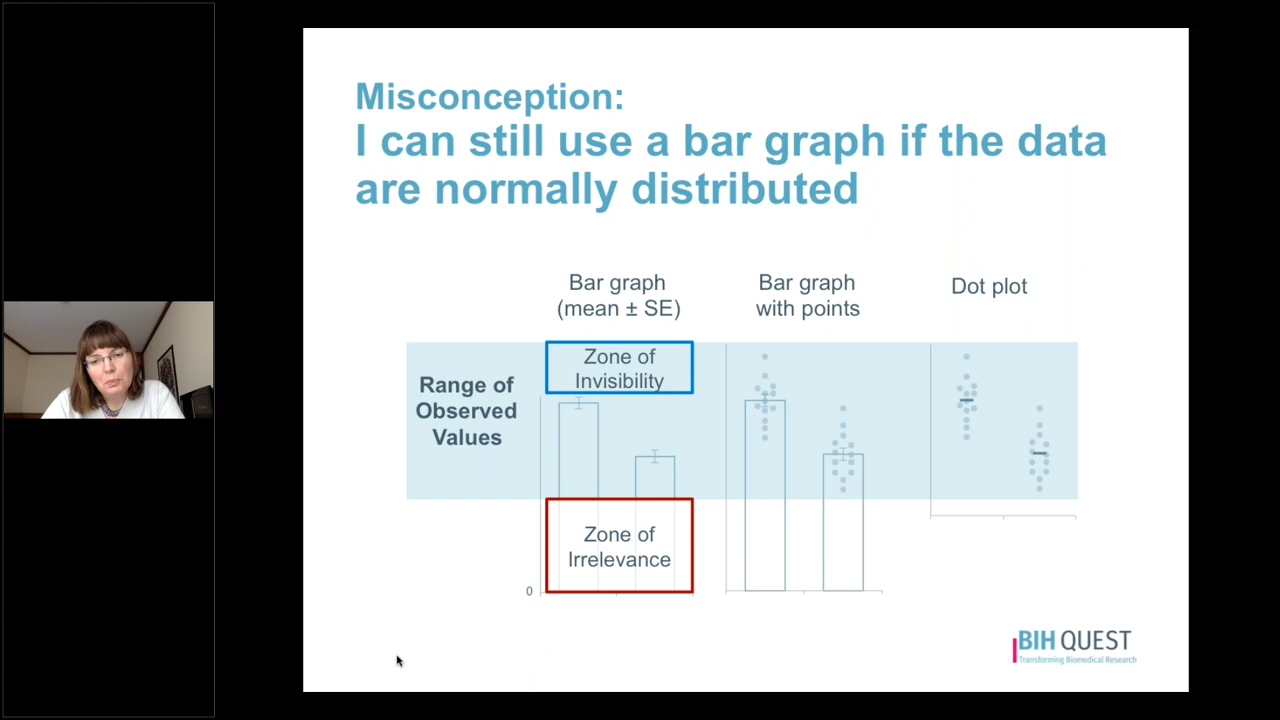 Misconception:
I can still use a bar graph if the data
are normally distributed
Bar graph
(mean ± SE)
Bar graph
with points
Dot plot
Range of
Observed
Values
Zone of
Invisibility
Zone of
Irrelevance
0
BIH QUEST
Transforming Biomedical Research